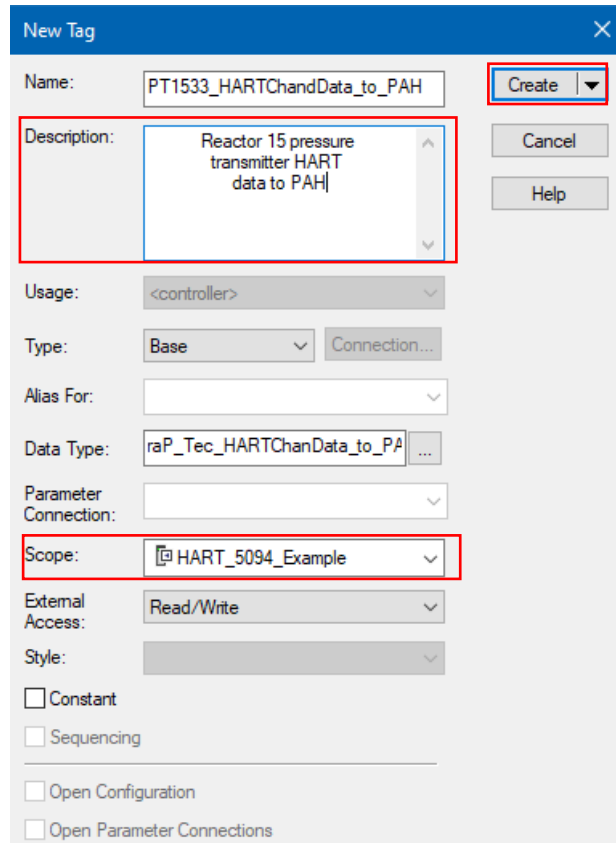 New Tag
Name: PT1533_HARTChandData_to_PAH Create
Description: Reactor 15 pressure
transmitter HART
data to PAH
Cancel
Help
Usage: <controller>
Type: Base Connection...
Alias For:
Data Type: raP_Tec_HARTChanData_to_PA ...
Parameter
Connection:
Scope: HART_5094_Example
External
Access: Read/Write
Style:
Constant
Sequencing
Open Configuration
Open Parameter Connections